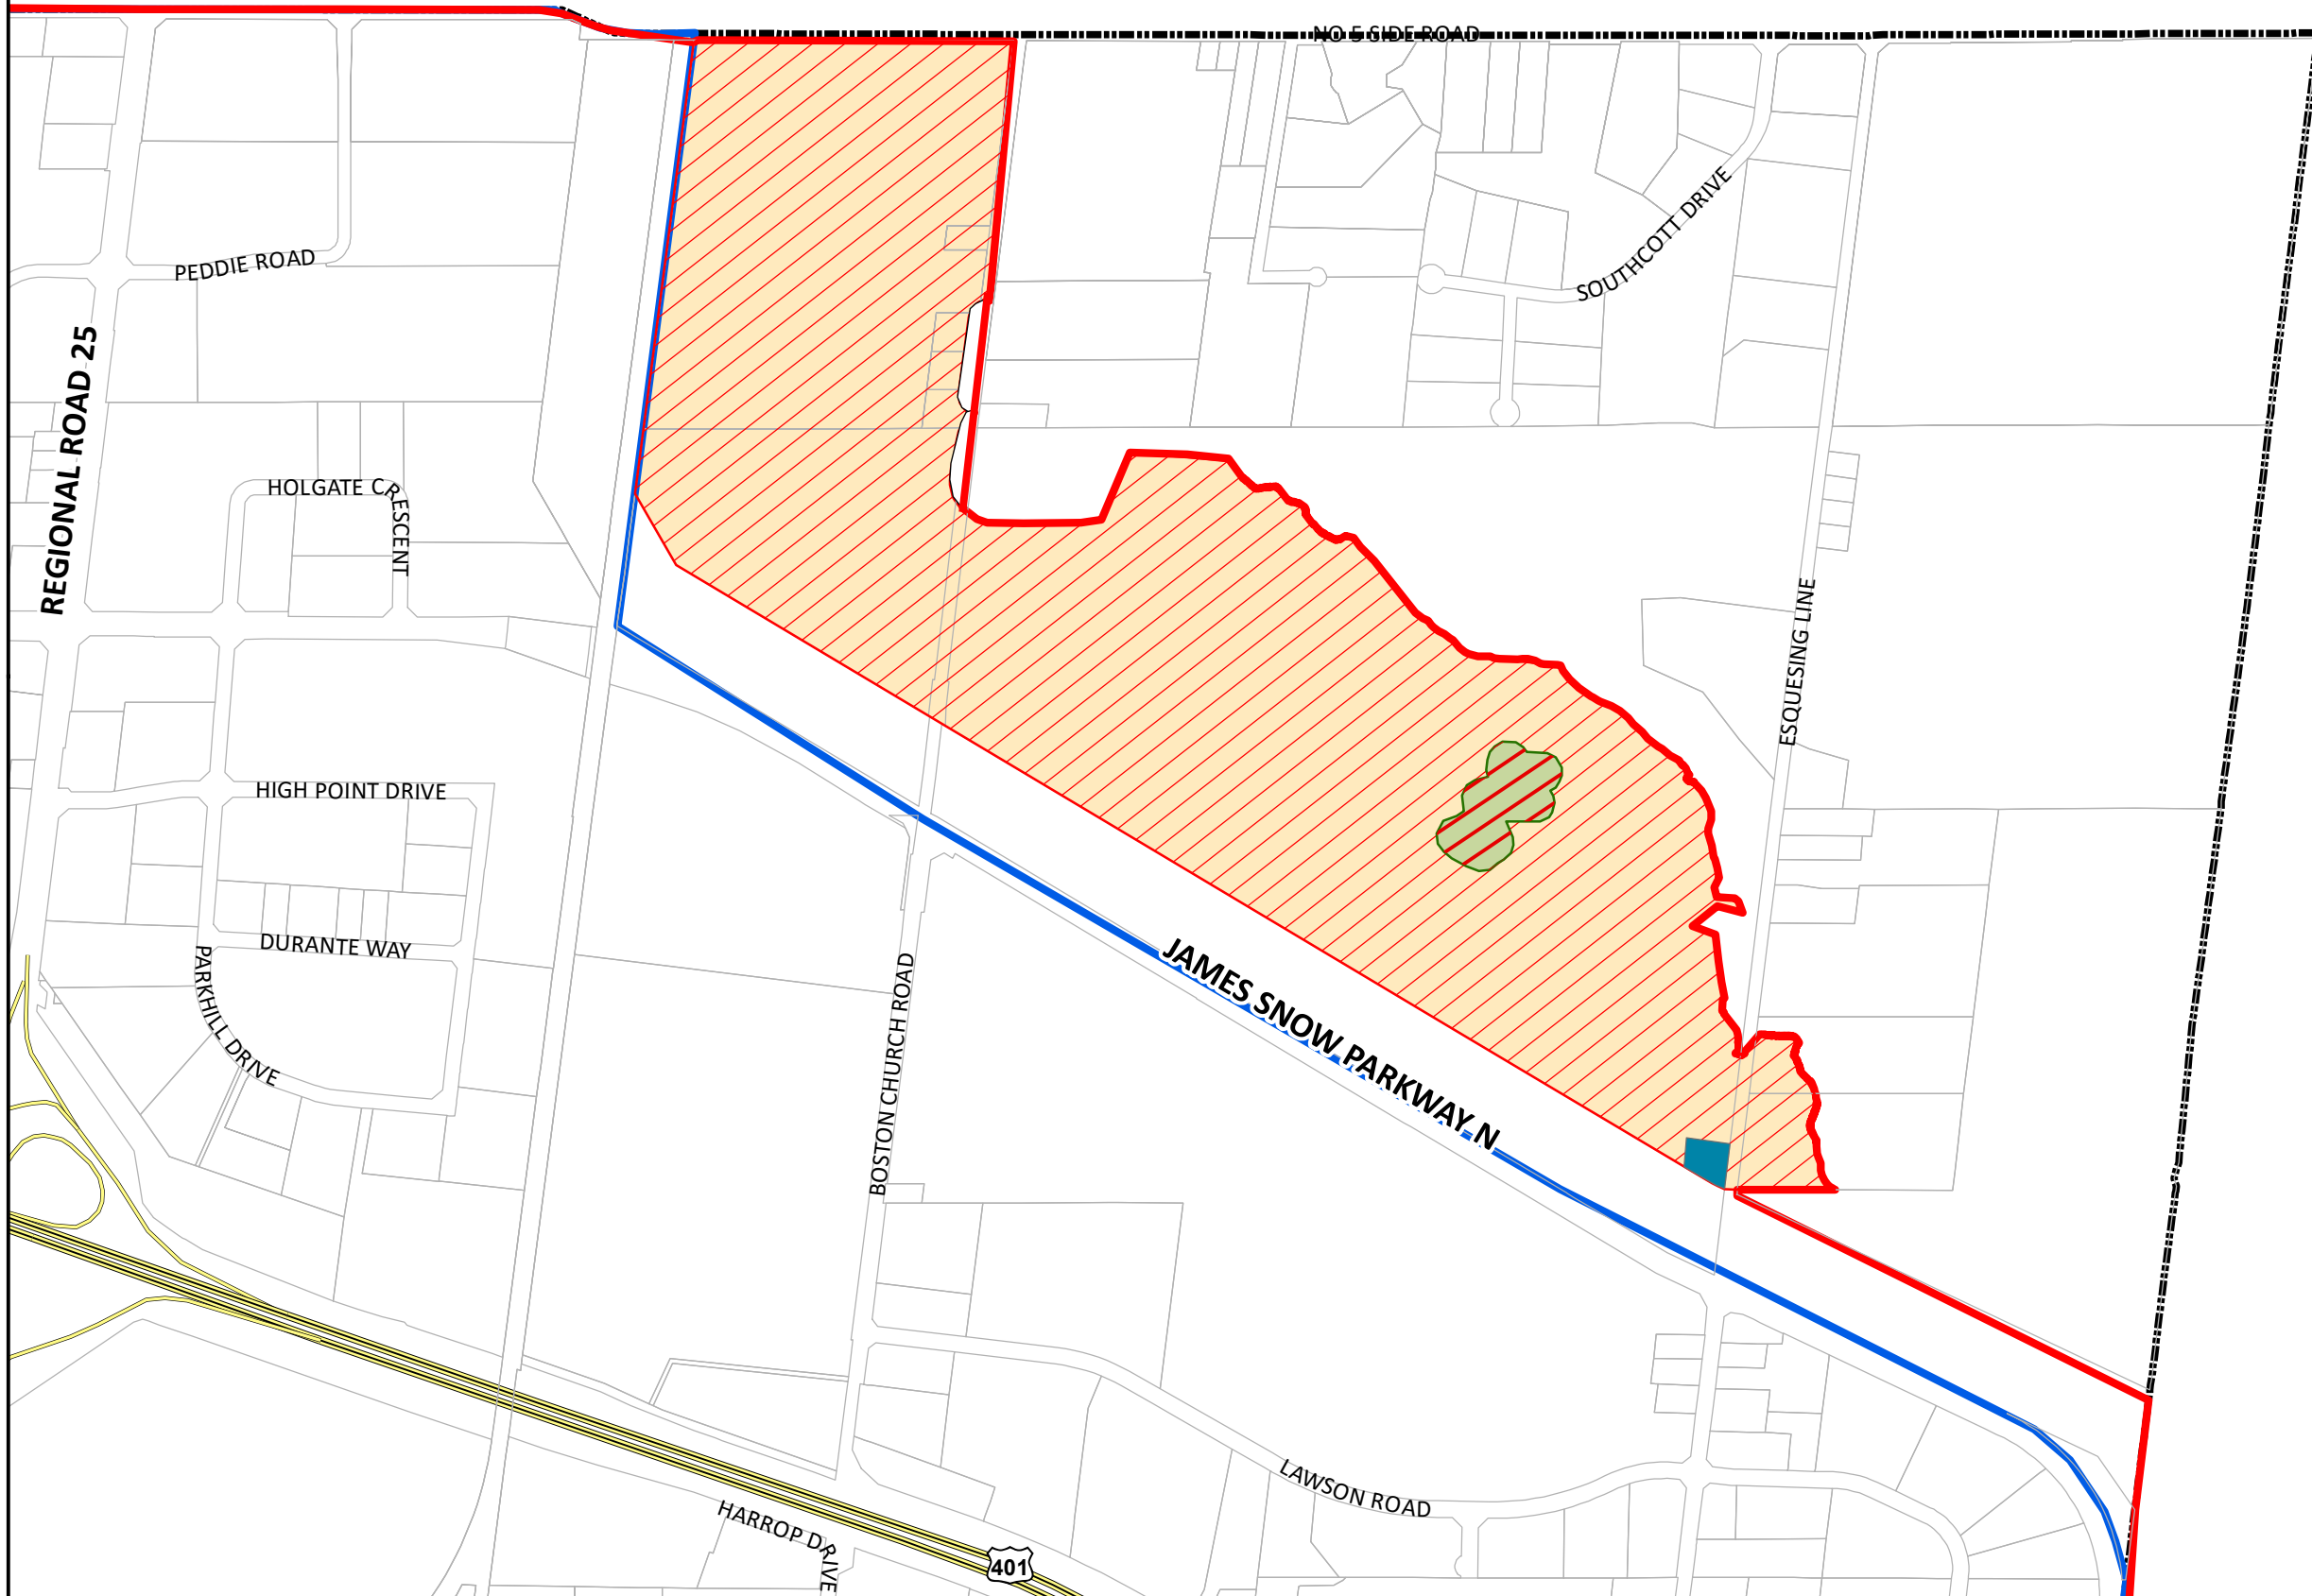 NO 5 SIDE ROAD
PEDDIE ROAD
SOUTHCOTT DRIVE
REGIONAL ROAD 25
HOLGATE CRESCENT
ESQUESING LINE
HIGH POINT DRIVE
DURANTE WAY
PARKHILL DRIVE
JAMES SNOW PARKWAY N
BOSTON CHURCH ROAD
LAWSON ROAD
HARROP DRIVE
401